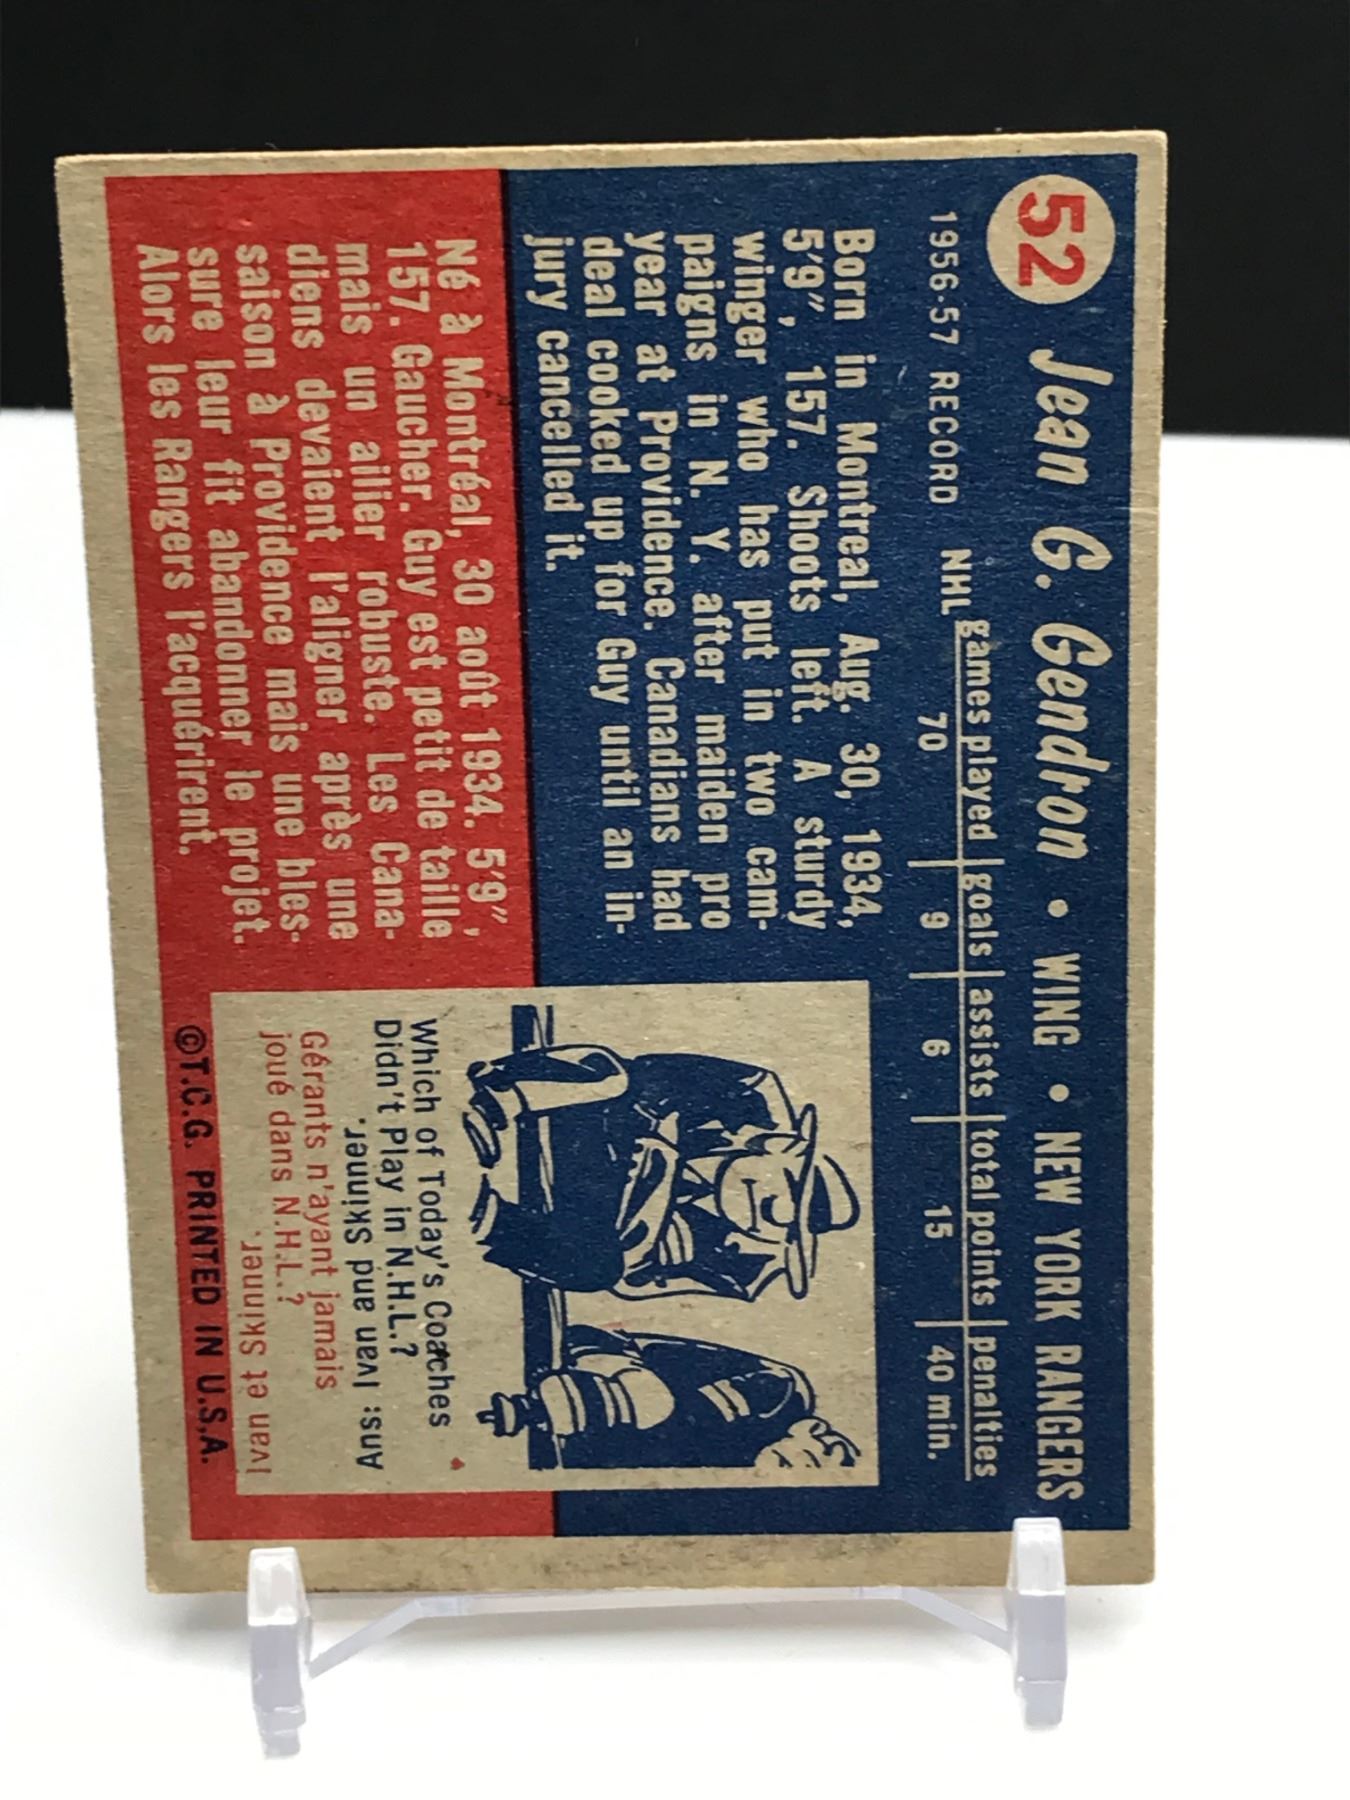 52 Jean G. Gendron • WING • NEW YORK RANGERS
games played goals assists total points penalties
1956-57 RECORD NHL 70 9 6 15 40 min.
Born in Montreal, Aug. 30, 1934,
5'9", 157. Shoots left. A sturdy
winger who has put in two cam-
paigns in N. Y. after maiden pro
year at Providence. Canadians had
deal cooked up for Guy until an in-
jury cancelled it.
Né à Montréal, 30 août 1934. 5'9",
157. Gaucher. Guy est petit de taille
mais un ailier robuste. Les Cana-
diens devaient l'aligner après une
saison à Providence mais une bles-
sure leur fit abandonner le projet.
Alors les Rangers l'acquérirent.
Which of Today's Coaches
Didn't Play in N.H.L.?
Ans: Ivan and Skinner.
Gérants n'ayant jamais
joué dans N.H.L.?
Ivan et Skinner.
©T.C.G. PRINTED IN U.S.A.